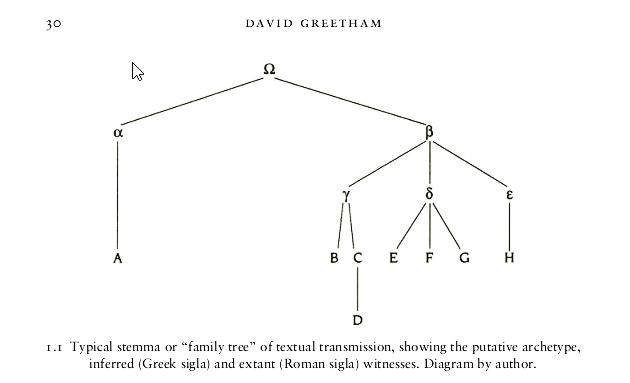 30
DAVID GREETHAM
Ω
α β
γ δ ε
A B C E F G H
D
1.1 Typical stemma or “family tree” of textual transmission, showing the putative archetype,
inferred (Greek sigla) and extant (Roman sigla) witnesses. Diagram by author.